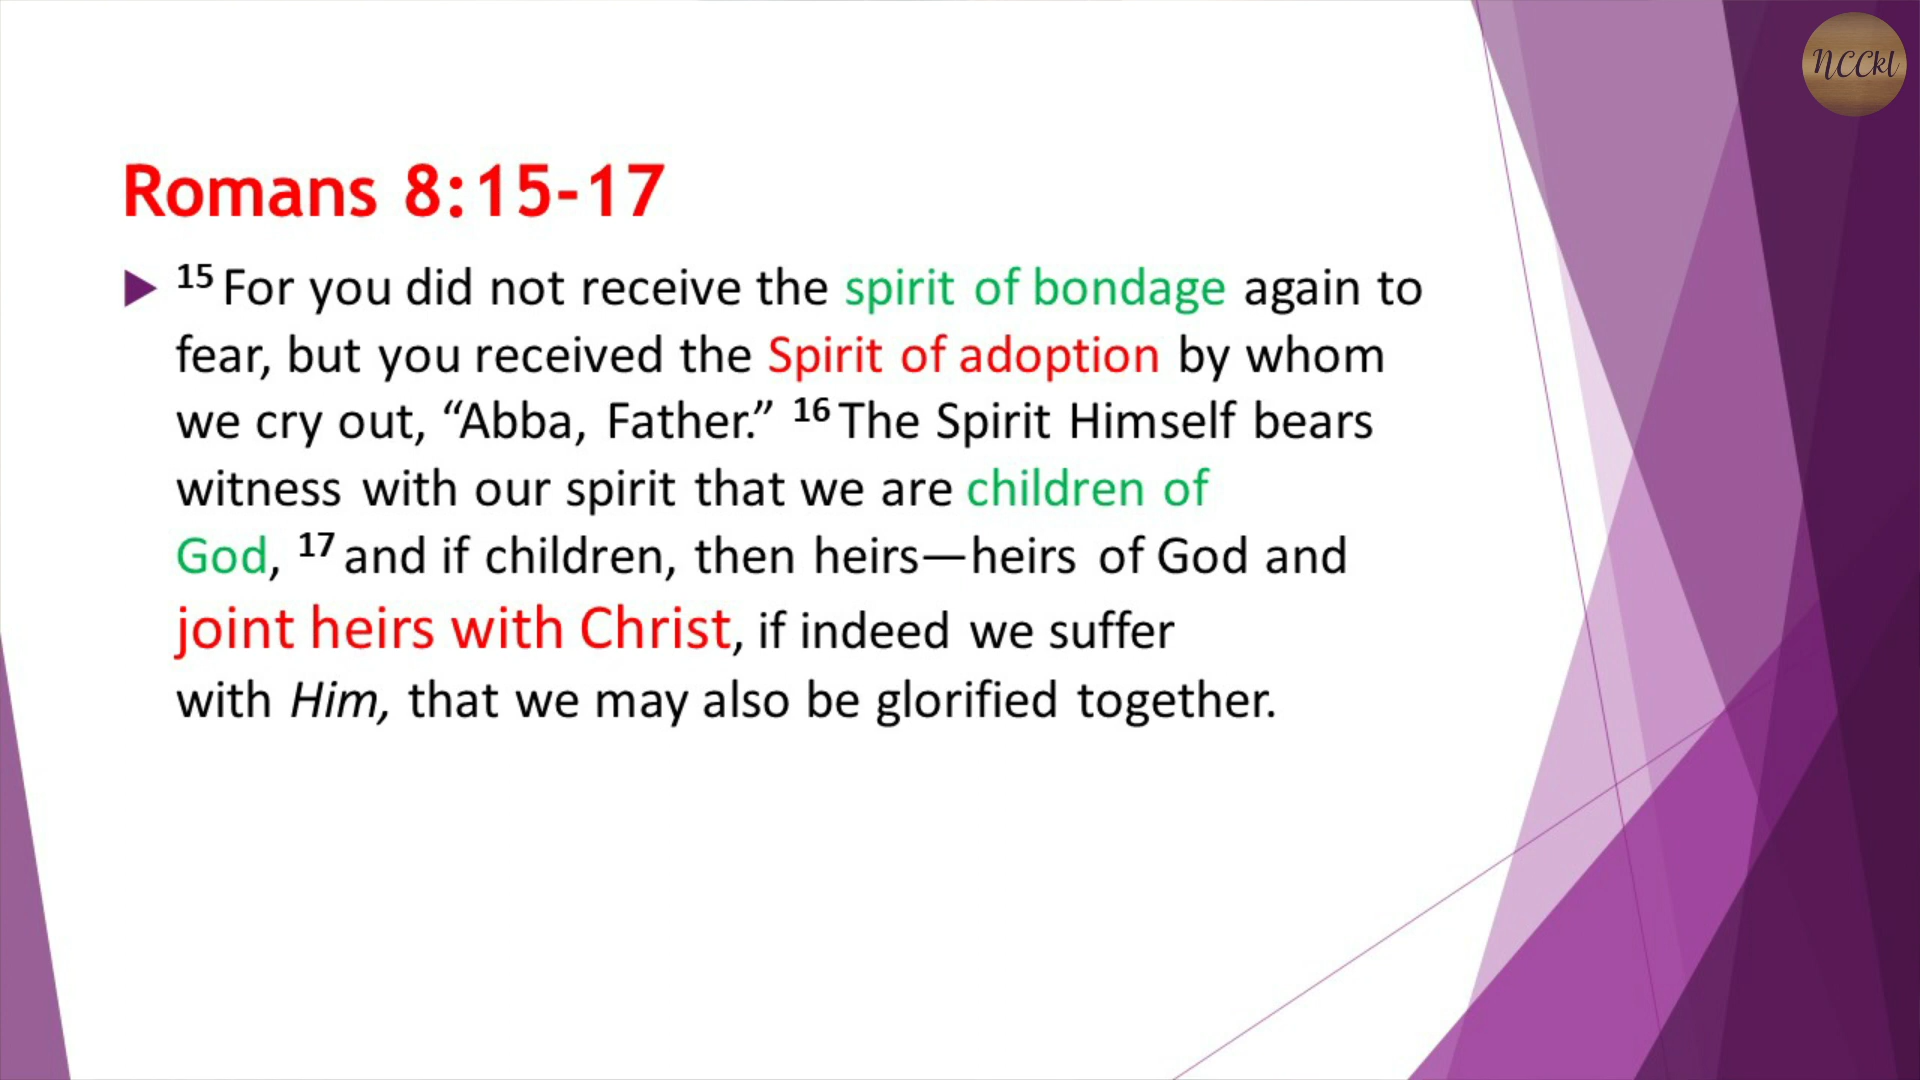 NCCkl
Romans 8:15-17
15 For you did not receive the spirit of bondage again to
fear, but you received the Spirit of adoption by whom
we cry out, “Abba, Father.” 16 The Spirit Himself bears
witness with our spirit that we are children of
God, 17 and if children, then heirs—heirs of God and
joint heirs with Christ, if indeed we suffer
with Him, that we may also be glorified together.